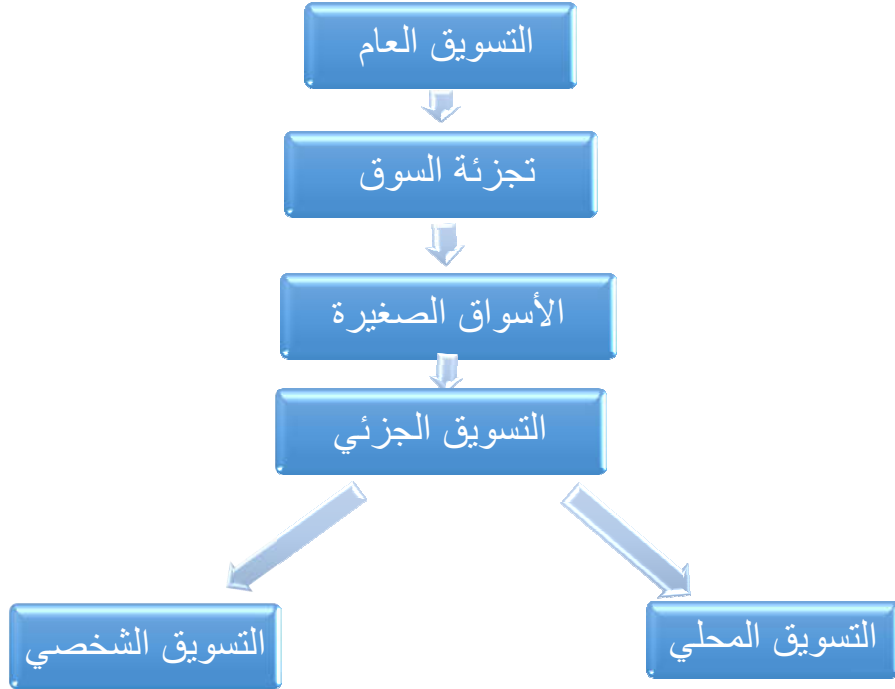 التسويق العام
تجزئة السوق
الأسواق الصغيرة
التسويق الجزئي
التسويق المحلي
التسويق الشخصي